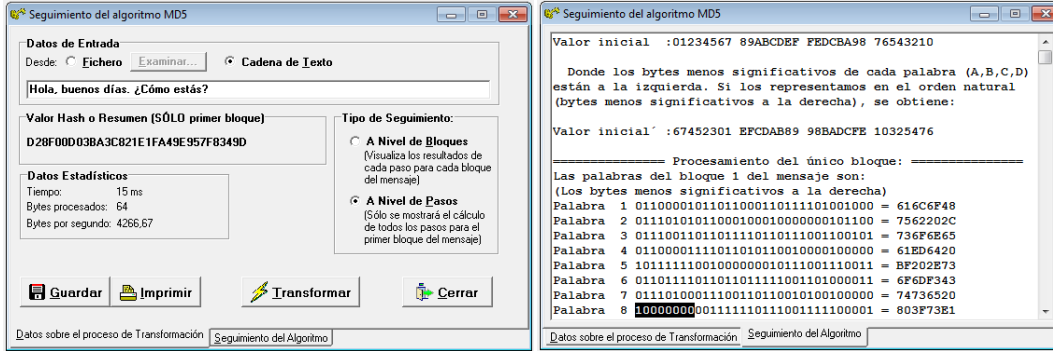 Seguimiento del algoritmo MD5
Datos de Entrada
Desde: Fichero Examinar... Cadena de Texto
Hola, buenos días. ¿Cómo estás?
Valor Hash o Resumen (SÓLO primer bloque)
D28F00D03BA3C821E1FA49E957F8349D
Datos Estadísticos
Tiempo: 15 ms
Bytes procesados: 64
Bytes por segundo: 4266,67
Tipo de Seguimiento:
A Nivel de Bloques
(Visualiza los resultados de
cada paso para cada bloque
del mensaje)
A Nivel de Pasos
(Sólo se mostrará el cálculo
de todos los pasos para el
primer bloque del mensaje)
Guardar Imprimir Transformar Cerrar
Datos sobre el proceso de Transformación Seguimiento del Algoritmo
Seguimiento del algoritmo MD5
Valor inicial :01234567 89ABCDEF FEDCBA98 76543210
Donde los bytes menos significativos de cada palabra (A,B,C,D)
están a la izquierda. Si los representamos en el orden natural
(bytes menos significativos a la derecha), se obtiene:
Valor inicial´ :67452301 EFCDAB89 98BADCFE 10325476
=============== Procesamiento del único bloque: ===============
Las palabras del bloque 1 del mensaje son:
(Los bytes menos significativos a la derecha)
Palabra 1 01100001011011000110111101001000 = 616C6F48
Palabra 2 01110101011000100010000000101100 = 7562202C
Palabra 3 01110011011011110110111001100101 = 736F6E65
Palabra 4 01100001111011010110010000100000 = 61ED6420
Palabra 5 10111111001000000010111001110011 = BF202E73
Palabra 6 01101111011011011111001101000011 = 6F6DF343
Palabra 7 01110100011100110110010100100000 = 74736520
Palabra 8 10000000001111110111001111100001 = 803F73E1
Datos sobre el proceso de Transformación Seguimiento del Algoritmo